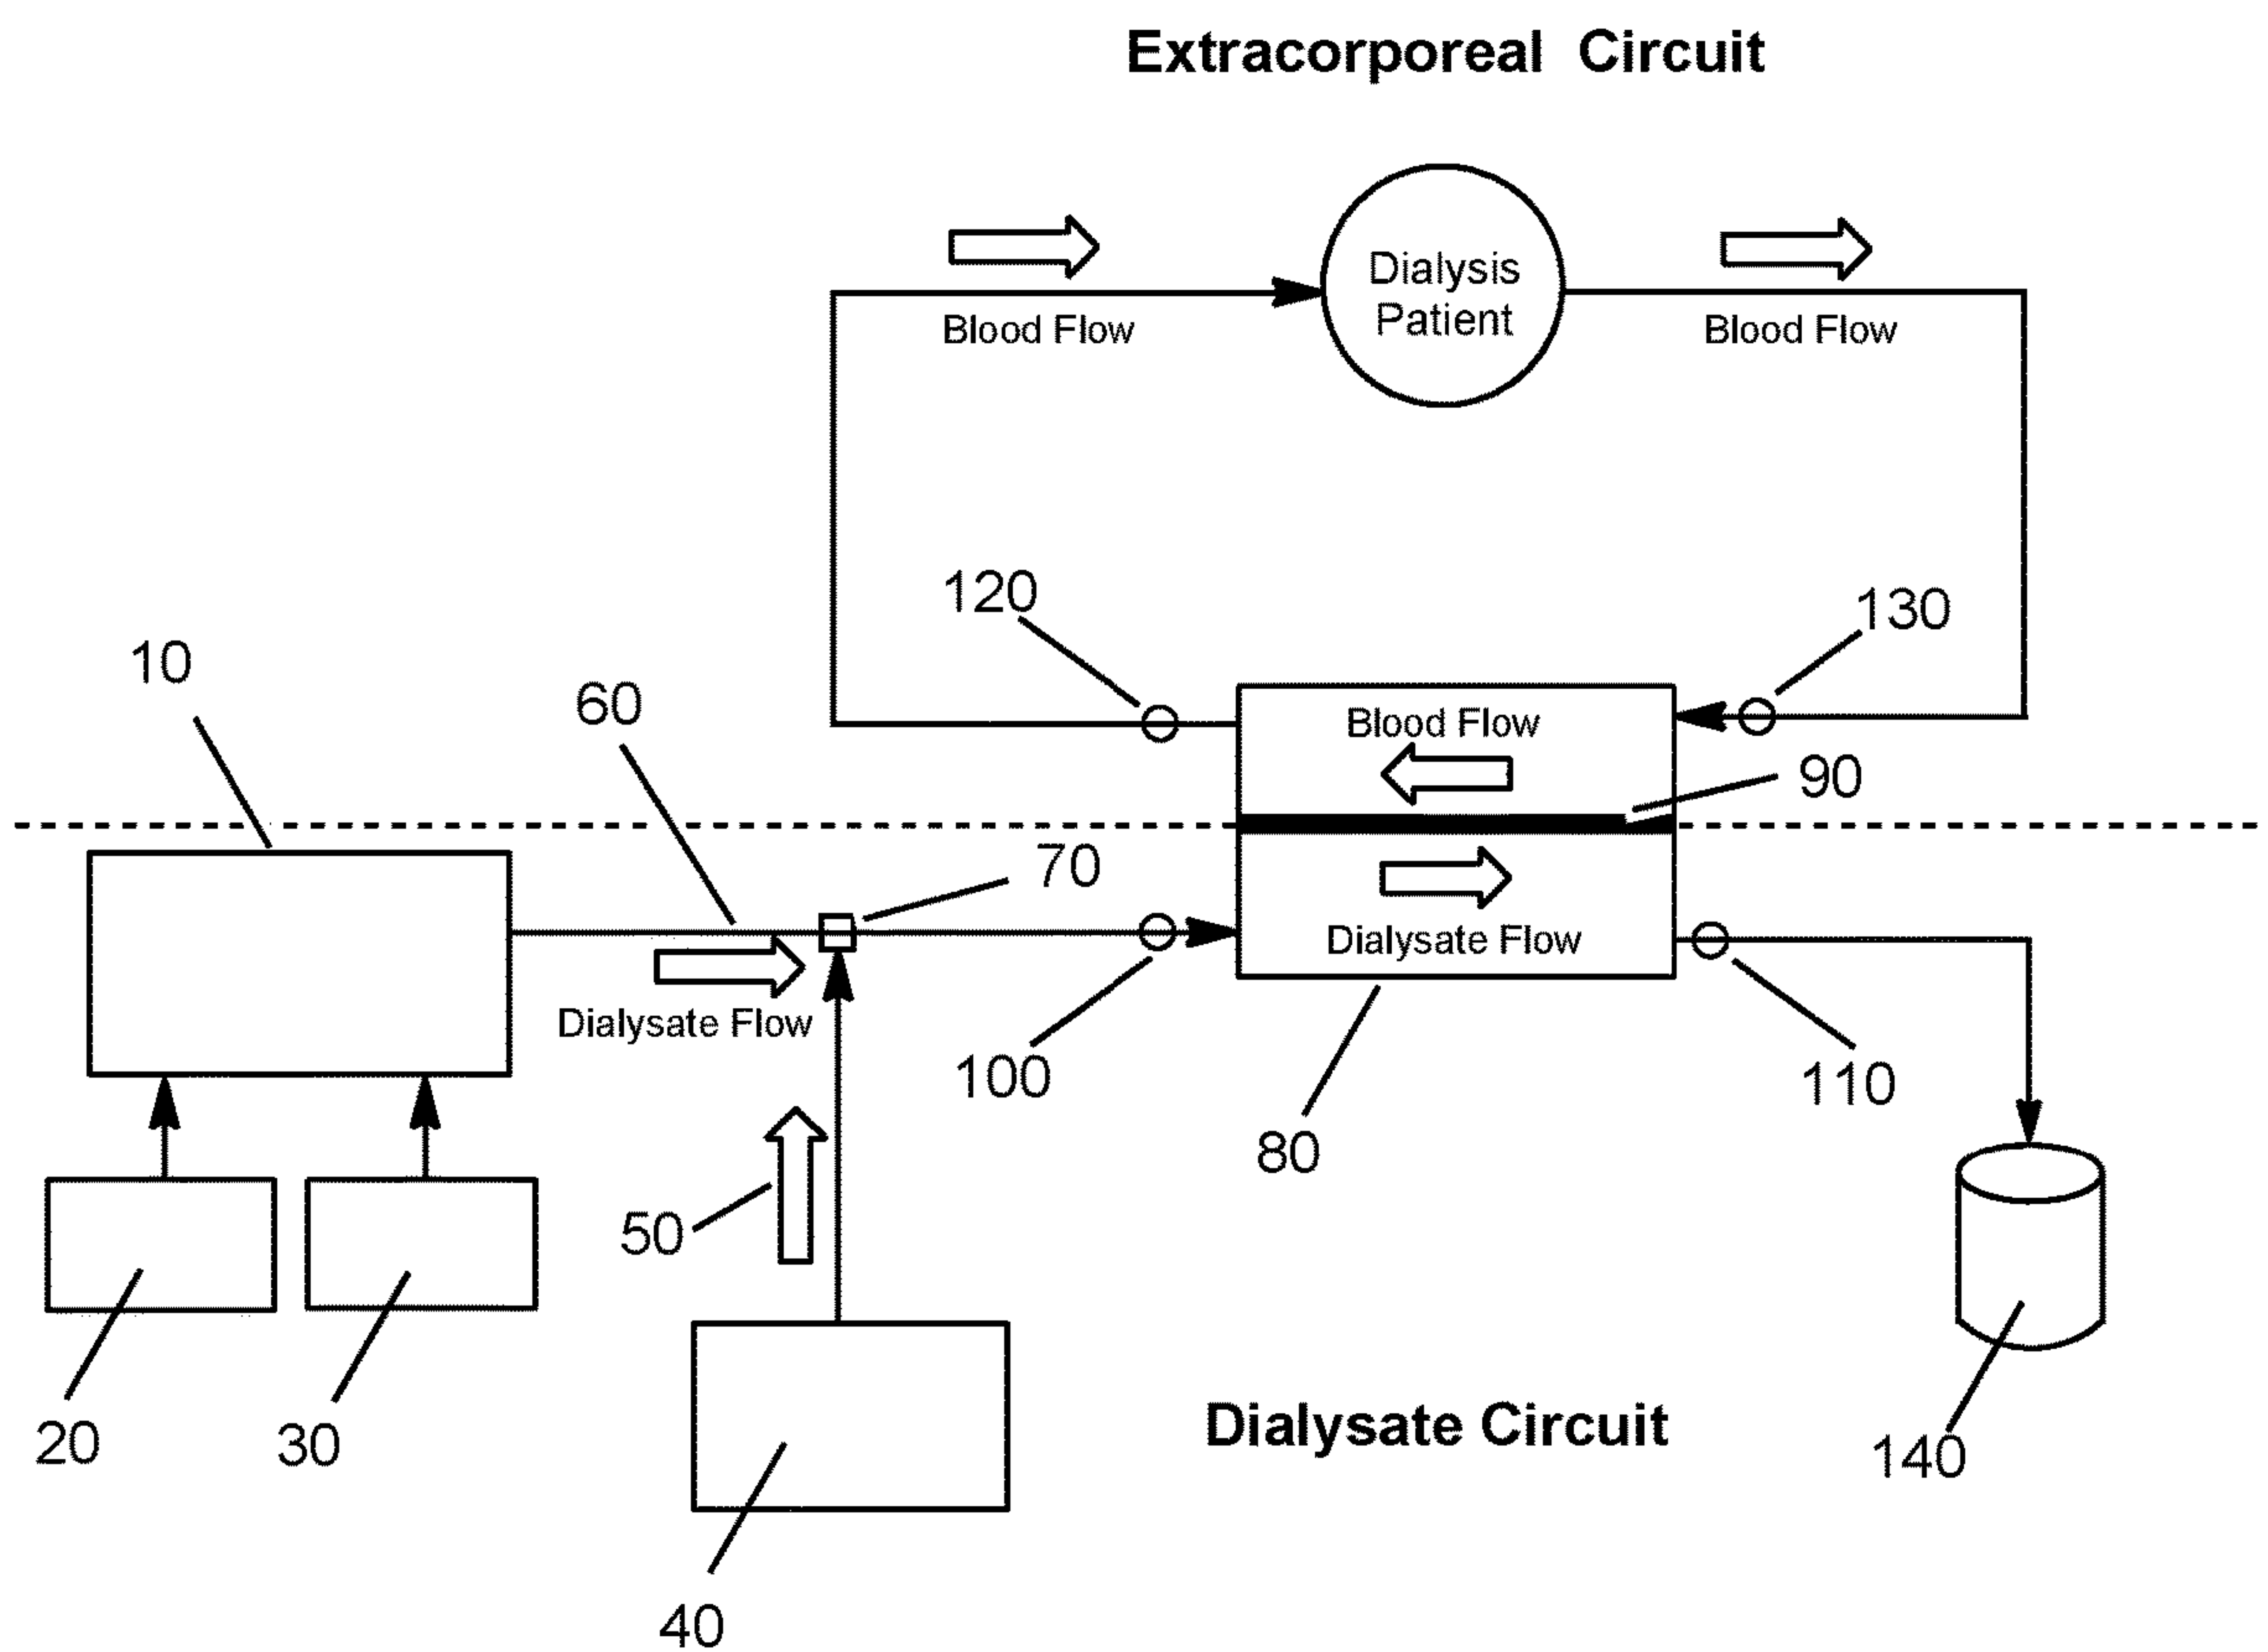 Extracorporeal Circuit
Dialysis
Patient
Blood Flow
Blood Flow
120
130
10
60
Blood Flow
90
70
Dialysate Flow
Dialysate Flow
100
110
80
50
20
30
Dialysate Circuit
140
40